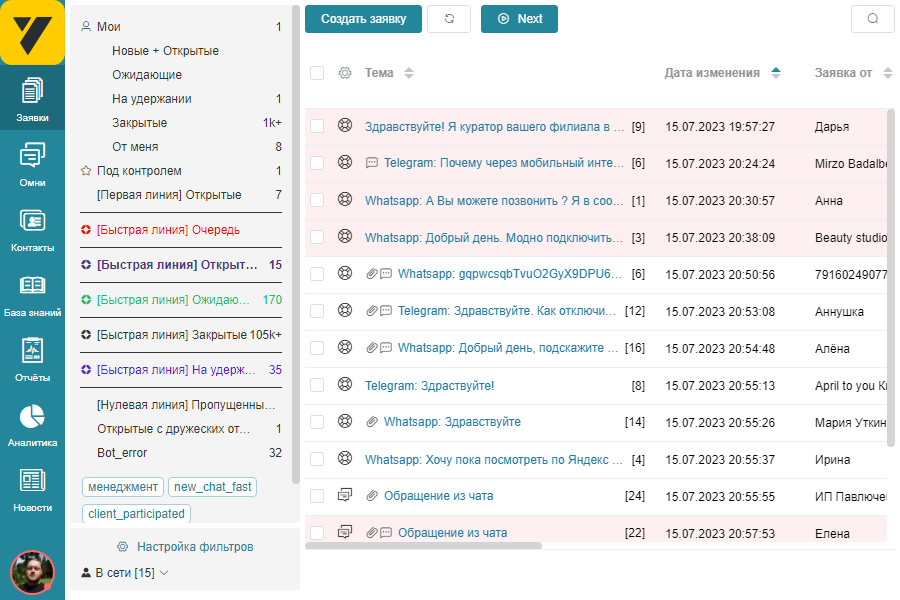 Заявки
Омни
Контакты
База знаний
Отчёты
Аналитика
Новости
Мои 1
Новые + Открытые
Ожидающие
На удержании 1
Закрытые 1k+
От меня 8
Под контролем 1
[Первая линия] Открытые 7
[Быстрая линия] Очередь
[Быстрая линия] Открыт... 15
[Быстрая линия] Ожидаю... 170
[Быстрая линия] Закрытые 105k+
[Быстрая линия] На удерж... 35
[Нулевая линия] Пропущенны...
Открытые с дружеских от... 1
Bot_error 32
менеджмент new_chat_fast
client_participated
Настройка фильтров
В сети [15]
Создать заявку Next
Тема Дата изменения Заявка от
Здравствуйте! Я куратор вашего филиала в ... [9] 15.07.2023 19:57:27 Дарья
Telegram: Почему через мобильный инте... [6] 15.07.2023 20:24:24 Mirzo Badalbe
Whatsapp: А Вы можете позвонить ? Я в соо... [1] 15.07.2023 20:30:57 Анна
Whatsapp: Добрый день. Модно подключить... [3] 15.07.2023 20:38:09 Beauty studio
Whatsapp: gqpwcsqbTvuO2GyX9DPU6... [6] 15.07.2023 20:50:56 79160249077
Telegram: Здравствуйте. Как отключи... [12] 15.07.2023 20:53:08 Аннушка
Whatsapp: Добрый день, подскажите ... [16] 15.07.2023 20:54:48 Алёна
Telegram: Здраствуйте! [8] 15.07.2023 20:55:13 April to you К
Whatsapp: Здравствуйте [14] 15.07.2023 20:55:26 Мария Уткин
Whatsapp: Хочу пока посмотреть по Яндекс ... [4] 15.07.2023 20:55:37 Ирина
Обращение из чата [24] 15.07.2023 20:55:55 ИП Павлючен
Обращение из чата [22] 15.07.2023 20:57:53 Елена